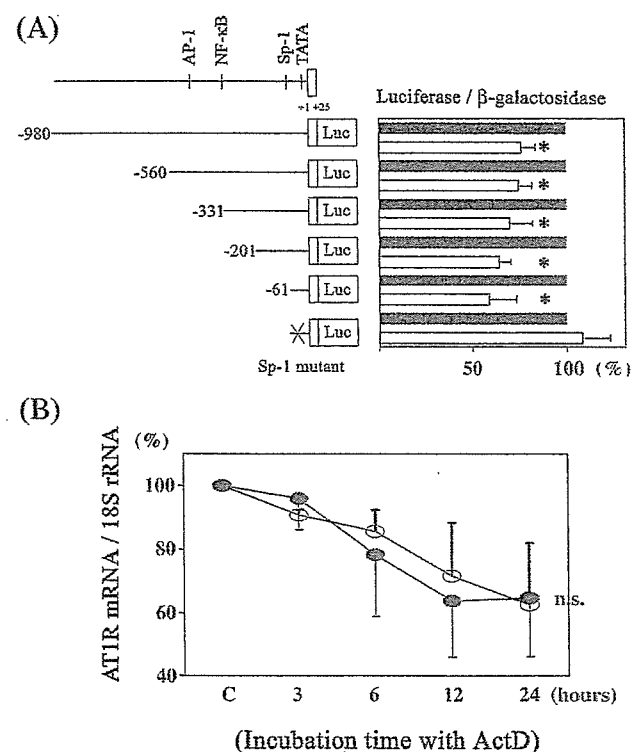 (A)
AP-1
NF-κB
Sp-1
TATA
+1 +25
Luciferase / β-galactosidase
-980 Luc
*
-560 Luc
*
-331 Luc
*
-201 Luc
*
-61 Luc
*
Luc
Sp-1 mutant
50 100 (%)
(B)
(%)
AT1R mRNA / 18S rRNA
100
80
60
40
n.s.
C 3 6 12 24 (hours)
(Incubation time with ActD)